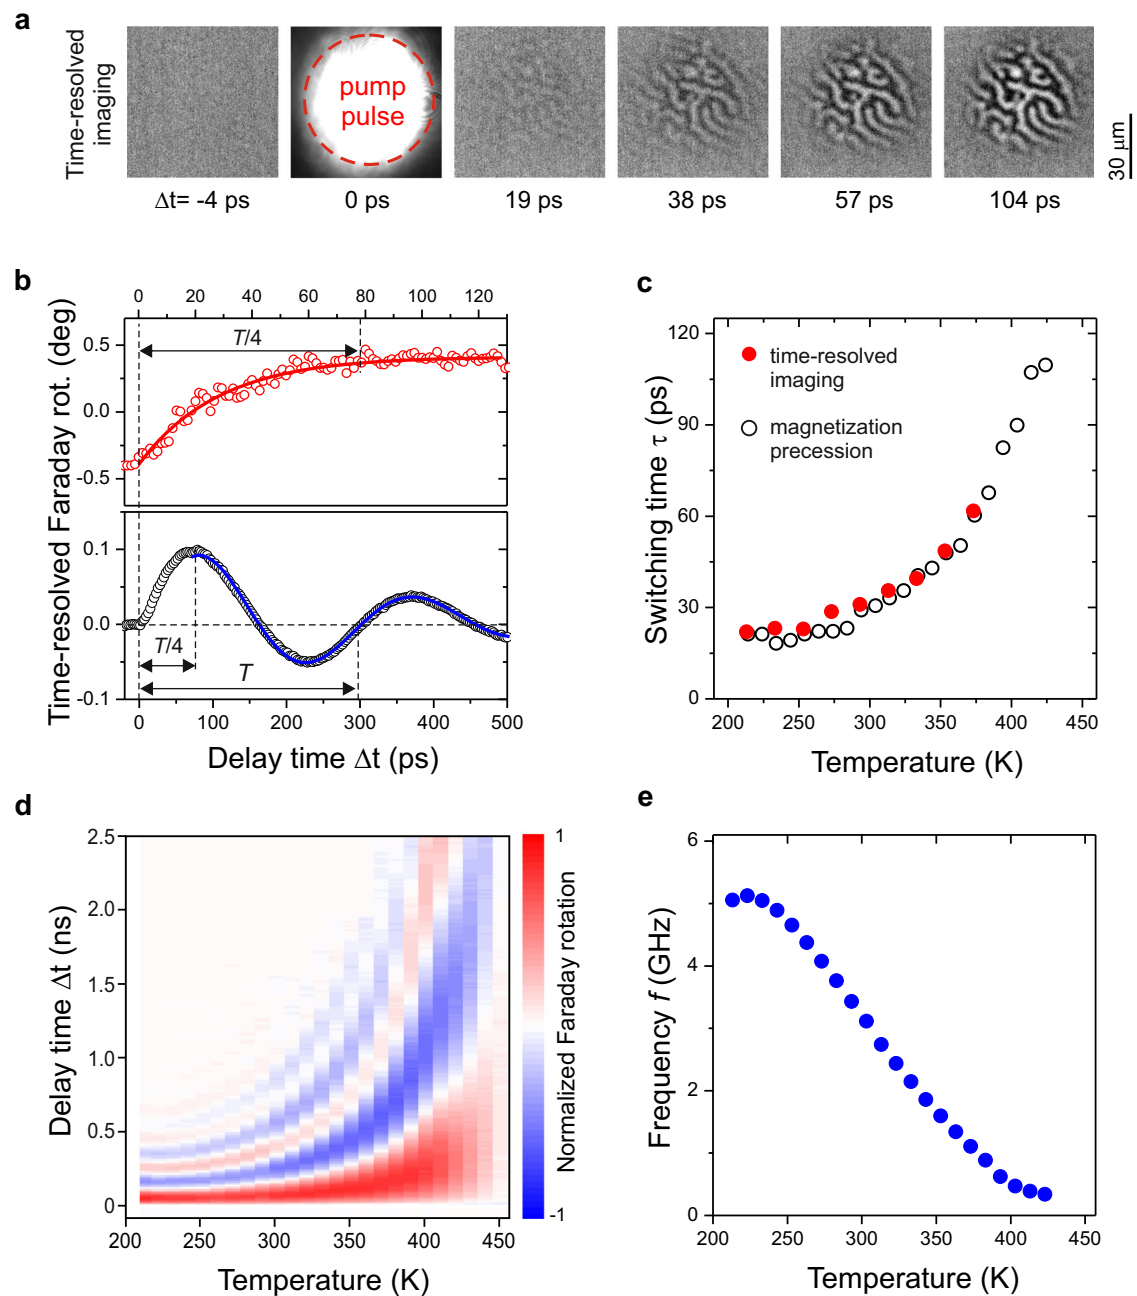 a
Time-resolved
imaging
pump
pulse
Δt= -4 ps
0 ps
19 ps
38 ps
57 ps
104 ps
30 μm
b
Time-resolved Faraday rot. (deg)
0 20 40 60 80 100 120
0.5
0.0
-0.5
T/4
0.1
0.0
-0.1
T/4
T
0 100 200 300 400 500
Delay time Δt (ps)
c
Switching time τ (ps)
120
90
60
30
0
time-resolved
imaging
magnetization
precession
200 250 300 350 400 450
Temperature (K)
d
Delay time Δt (ns)
2.5
2.0
1.5
1.0
0.5
0
200 250 300 350 400 450
Temperature (K)
1
Normalized Faraday rotation
-1
e
Frequency f (GHz)
6
4
2
0
200 250 300 350 400 450
Temperature (K)